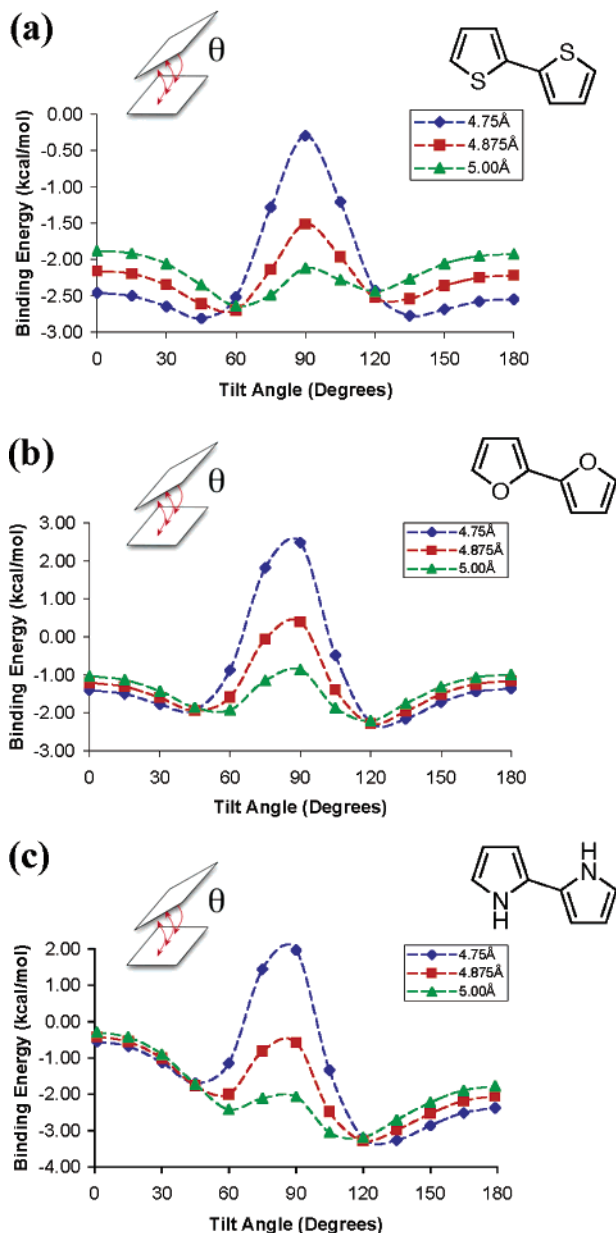 (a)
θ
S
S
4.75Å
4.875Å
5.00Å
Binding Energy (kcal/mol)
0.00
-0.50
-1.00
-1.50
-2.00
-2.50
-3.00
0 30 60 90 120 150 180
Tilt Angle (Degrees)
(b)
θ
O
O
4.75Å
4.875Å
5.00Å
Binding Energy (kcal/mol)
3.00
2.00
1.00
0.00
-1.00
-2.00
-3.00
0 30 60 90 120 150 180
Tilt Angle (Degrees)
(c)
θ
H
N
N
H
4.75Å
4.875Å
5.00Å
Binding Energy (kcal/mol)
2.00
1.00
0.00
-1.00
-2.00
-3.00
-4.00
0 30 60 90 120 150 180
Tilt Angle (Degrees)